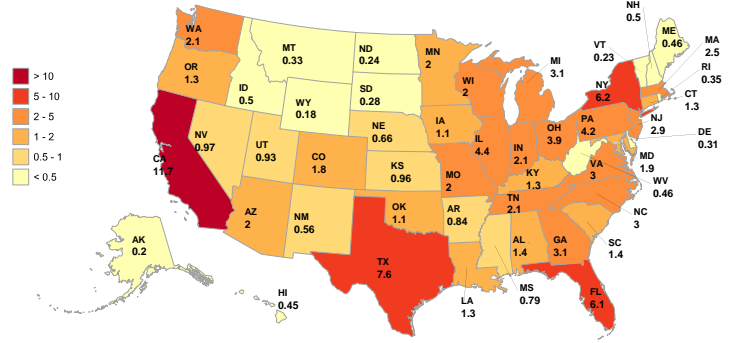 > 10
5 - 10
2 - 5
1 - 2
0.5 - 1
< 0.5
WA
2.1
OR
1.3
CA
11.7
NV
0.97
ID
0.5
MT
0.33
WY
0.18
UT
0.93
CO
1.8
AZ
2
NM
0.56
ND
0.24
SD
0.28
NE
0.66
KS
0.96
OK
1.1
TX
7.6
MN
2
IA
1.1
MO
2
AR
0.84
LA
1.3
WI
2
IL
4.4
MI
3.1
IN
2.1
OH
3.9
KY
1.3
TN
2.1
MS
0.79
AL
1.4
GA
3.1
FL
6.1
SC
1.4
NC
3
VA
3
WV
0.46
MD
1.9
DE
0.31
PA
4.2
NJ
2.9
NY
6.2
CT
1.3
RI
0.35
MA
2.5
VT
0.23
NH
0.5
ME
0.46
AK
0.2
HI
0.45